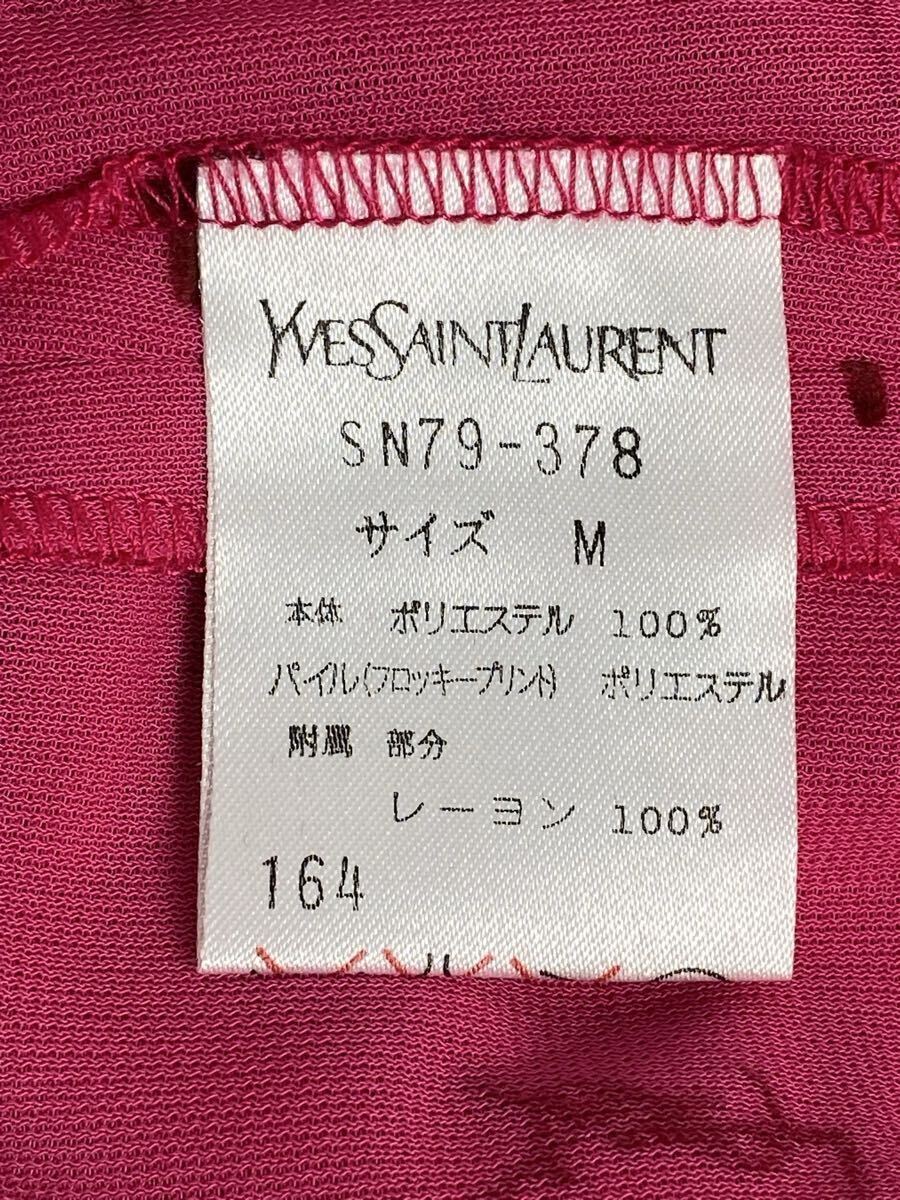 YVESSAINTLAURENT
SN79-378
サイズ M
本体 ポリエステル 100%
パイル(フロッキープリント) ポリエステル
附属 部分
レーヨン 100%
164